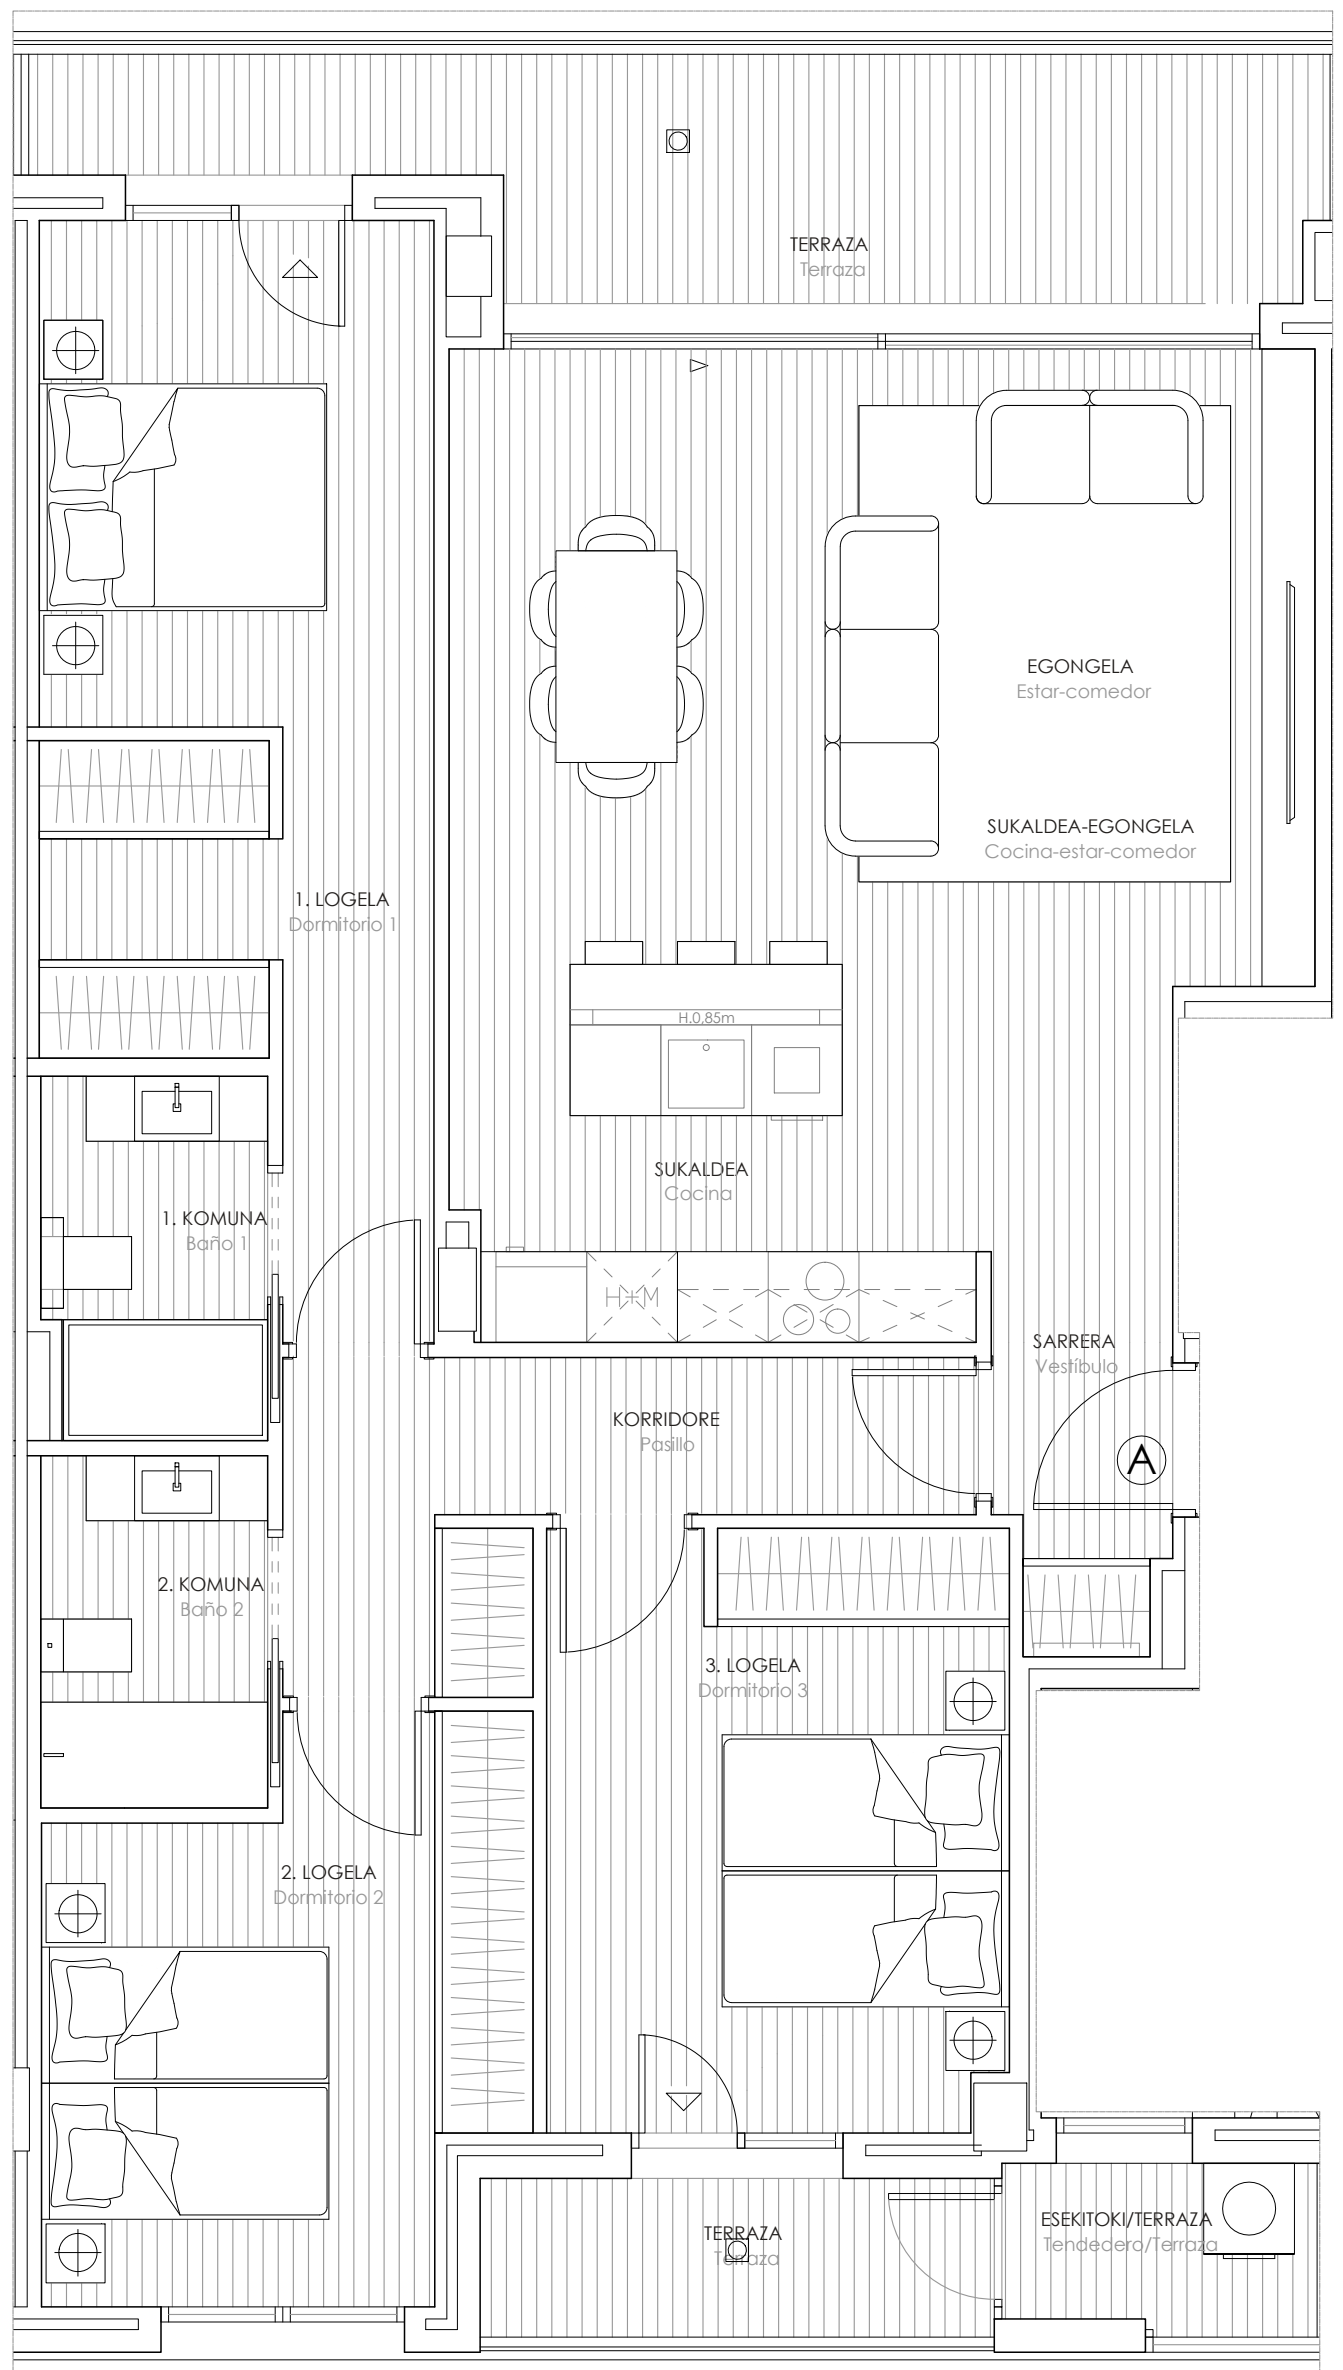 TERRAZA
Terraza
EGONGELA
Estar-comedor
SUKALDEA-EGONGELA
Cocina-estar-comedor
1. LOGELA
Dormitorio 1
H.0,85m
SUKALDEA
Cocina
1. KOMUNA
Baño 1
H+M
SARRERA
Vestíbulo
KORRIDORE
Pasillo
A
2. KOMUNA
Baño 2
3. LOGELA
Dormitorio 3
2. LOGELA
Dormitorio 2
TERRAZA
Terraza
ESEKITOKI/TERRAZA
Tendedero/Terraza